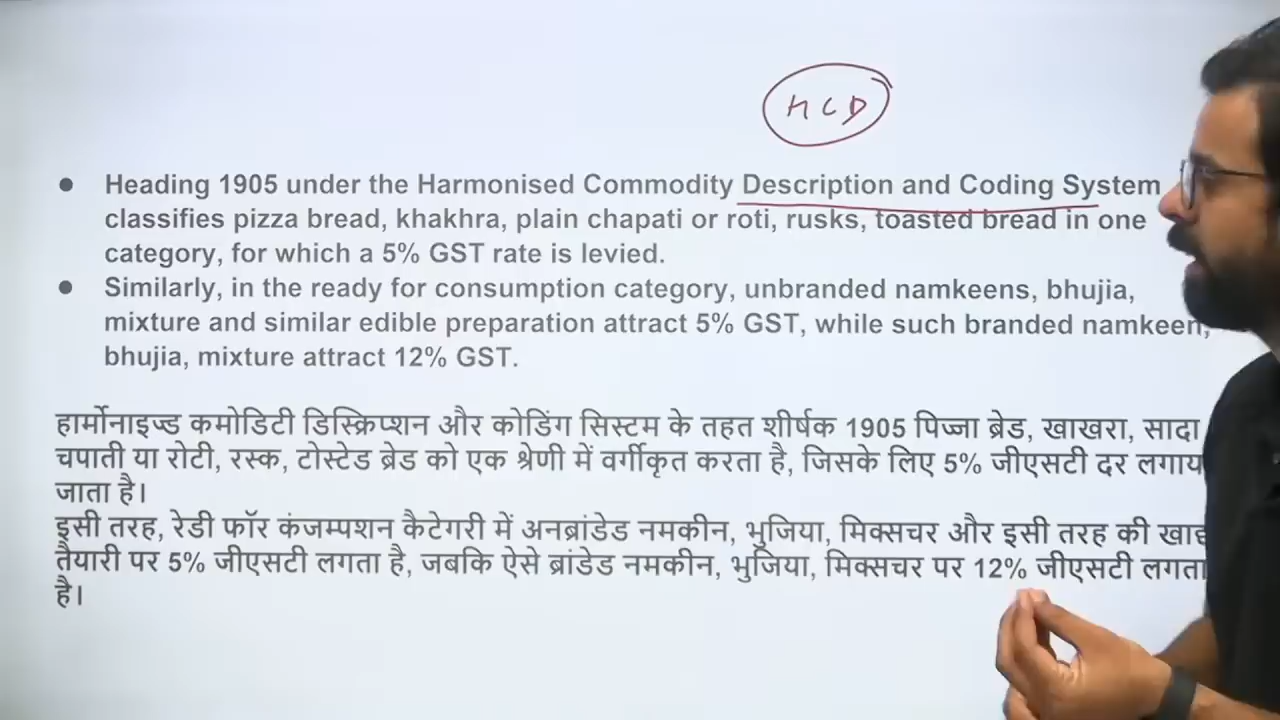 HCD
● Heading 1905 under the Harmonised Commodity Description and Coding System
classifies pizza bread, khakhra, plain chapati or roti, rusks, toasted bread in one
category, for which a 5% GST rate is levied.
● Similarly, in the ready for consumption category, unbranded namkeens, bhujia,
mixture and similar edible preparation attract 5% GST, while such branded namkeen,
bhujia, mixture attract 12% GST.
हार्मोनाइज्ड कमोडिटी डिस्क्रिप्शन और कोडिंग सिस्टम के तहत शीर्षक 1905 पिज्जा ब्रेड, खाखरा, सादा
चपाती या रोटी, रस्क, टोस्टेड ब्रेड को एक श्रेणी में वर्गीकृत करता है, जिसके लिए 5% जीएसटी दर
जाता है।
इसी तरह, रेडी फॉर कंजम्पशन कैटेगरी में अनब्रांडेड नमकीन, भुजिया, मिक्सचर और इसी तरह की
तैयारी पर 5% जीएसटी लगता है, जबकि ऐसे ब्रांडेड नमकीन, भुजिया, मिक्सचर पर 12% जीएसटी लगता
है।